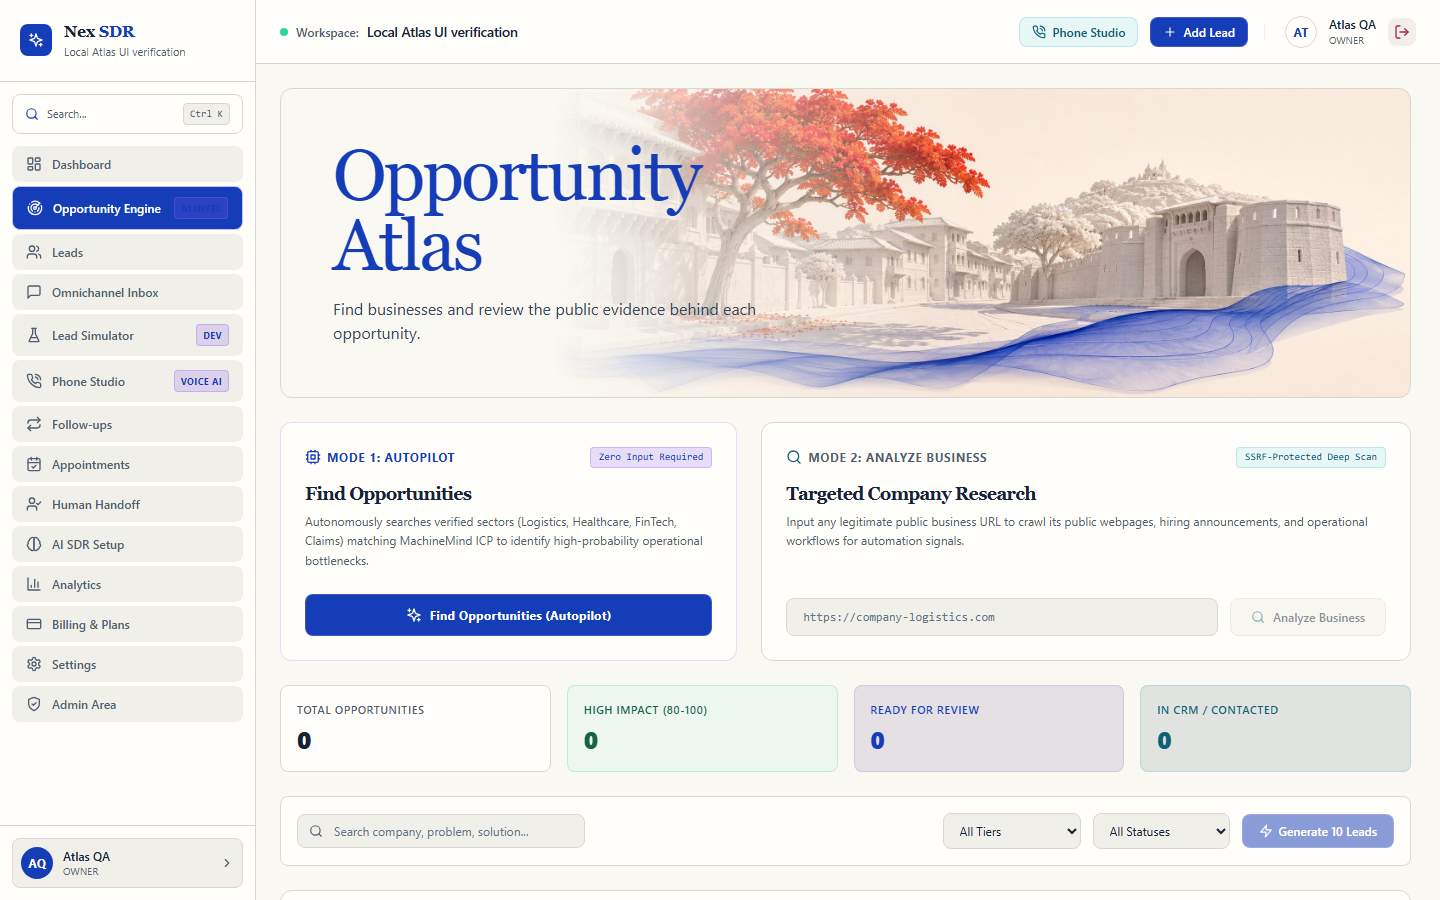 Nex SDR
Local Atlas UI verification
Search...
Ctrl K
Dashboard
Opportunity Engine
Leads
Omnichannel Inbox
Lead Simulator
DEV
Phone Studio
VOICE AI
Follow-ups
Appointments
Human Handoff
AI SDR Setup
Analytics
Billing & Plans
Settings
Admin Area
AQ
Atlas QA
OWNER
Workspace: Local Atlas UI verification
Phone Studio
Add Lead
AT
Atlas QA
OWNER
Opportunity
Atlas
Find businesses and review the public evidence behind each
opportunity.
MODE 1: AUTOPILOT
Zero Input Required
Find Opportunities
Autonomously searches verified sectors (Logistics, Healthcare, FinTech,
Claims) matching MachineMind ICP to identify high-probability operational
bottlenecks.
Find Opportunities (Autopilot)
MODE 2: ANALYZE BUSINESS
SSRF-Protected Deep Scan
Targeted Company Research
Input any legitimate public business URL to crawl its public webpages, hiring announcements, and operational
workflows for automation signals.
https://company-logistics.com
Analyze Business
TOTAL OPPORTUNITIES
0
HIGH IMPACT (80-100)
0
READY FOR REVIEW
0
IN CRM / CONTACTED
0
Search company, problem, solution...
All Tiers
All Statuses
Generate 10 Leads